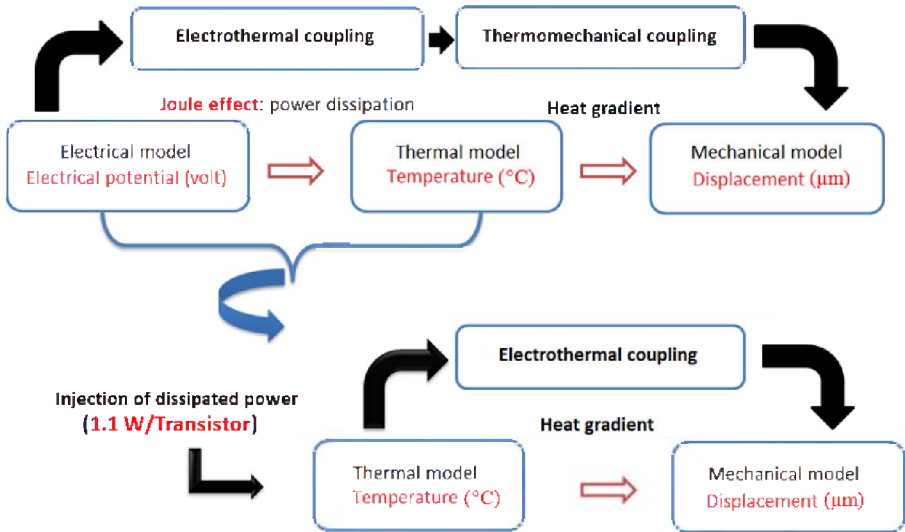 Electrothermal coupling
Thermomechanical coupling
Joule effect: power dissipation
Heat gradient
Electrical model
Electrical potential (volt)
Thermal model
Temperature (°C)
Mechanical model
Displacement (μm)
Electrothermal coupling
Injection of dissipated power
(1.1 W/Transistor)
Heat gradient
Thermal model
Temperature (°C)
Mechanical model
Displacement (μm)